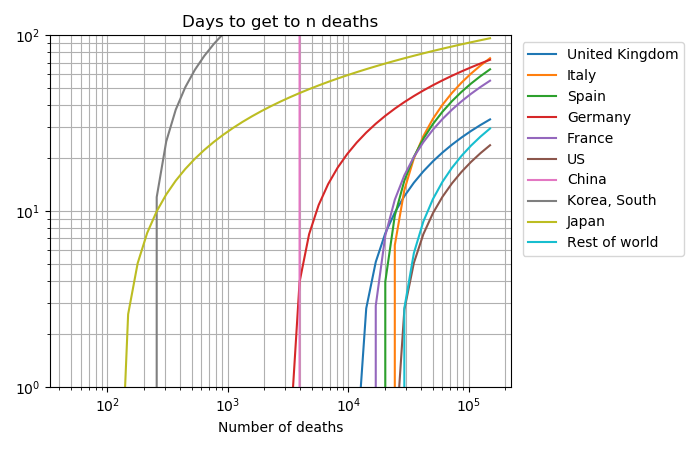 Days to get to n deaths
10²
10¹
10⁰
10²
10³
10⁴
10⁵
Number of deaths
United Kingdom
Italy
Spain
Germany
France
US
China
Korea, South
Japan
Rest of world